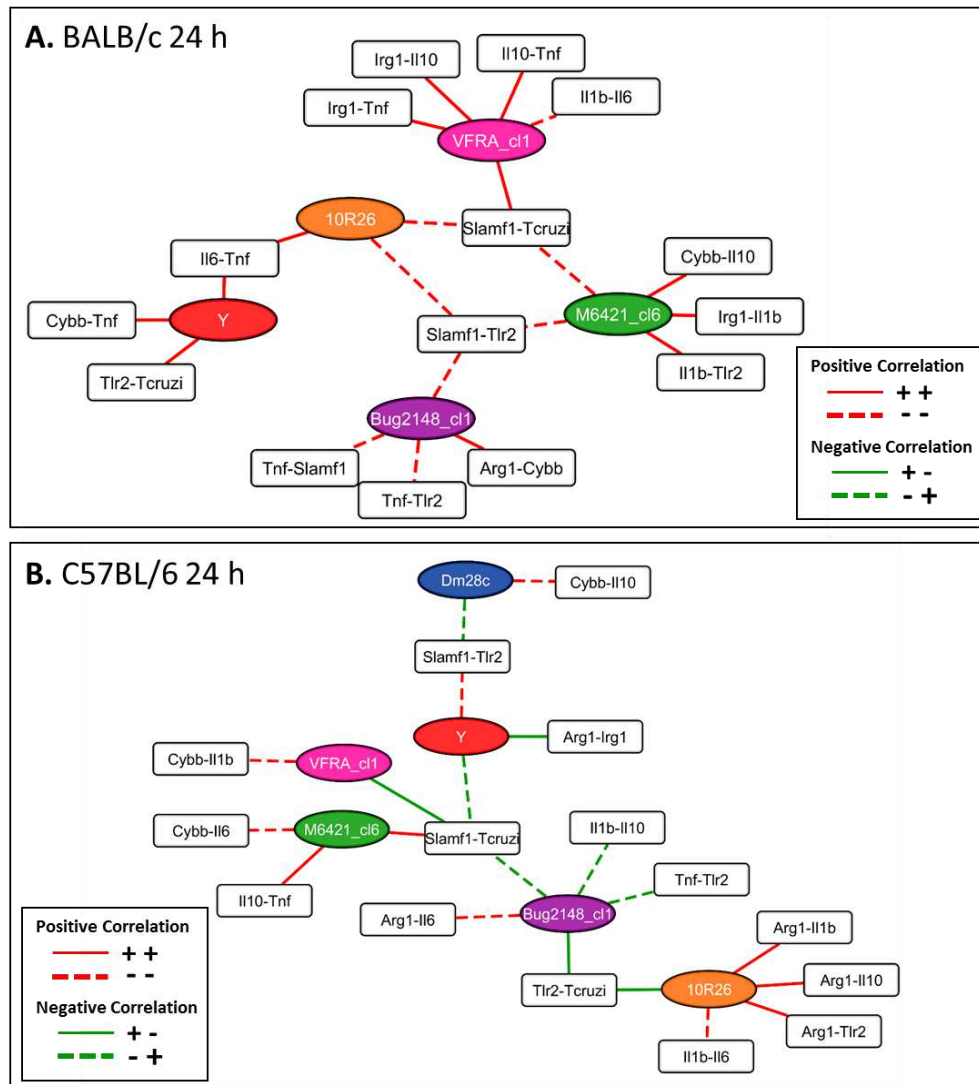 A. BALB/c 24 h
Irg1-Il10
Il10-Tnf
Irg1-Tnf
Il1b-Il6
VFRA_cl1
10R26
Slamf1-Tcruzi
Il6-Tnf
Cybb-Il10
Cybb-Tnf
Y
M6421_cl6
Irg1-Il1b
Slamf1-Tlr2
Tlr2-Tcruzi
Il1b-Tlr2
Bug2148_cl1
Tnf-Slamf1
Arg1-Cybb
Tnf-Tlr2
Positive Correlation
+ +
- -
Negative Correlation
+ -
- +
B. C57BL/6 24 h
Dm28c
Cybb-Il10
Slamf1-Tlr2
Y
Arg1-Irg1
Cybb-Il1b
VFRA_cl1
Cybb-Il6
M6421_cl6
Slamf1-Tcruzi
Il1b-Il10
Il10-Tnf
Tnf-Tlr2
Arg1-Il6
Bug2148_cl1
Arg1-Il1b
Tlr2-Tcruzi
10R26
Arg1-Il10
Arg1-Tlr2
Il1b-Il6
Positive Correlation
+ +
- -
Negative Correlation
+ -
- +